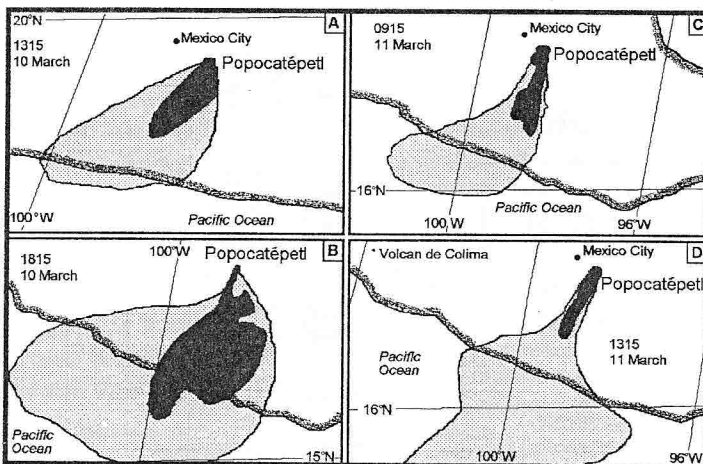 20°N
A
Mexico City
1315
10 March
Popocatépetl
100°W
Pacific Ocean
B
1815
10 March
100°W
Popocatépetl
Pacific
Ocean
15°N
C
0915
11 March
Mexico City
Popocatépetl
16°N
100°W
Pacific Ocean
96°W
D
Volcan de Colima
Mexico City
Popocatépetl
1315
11 March
Pacific
Ocean
16°N
100°W
96°W